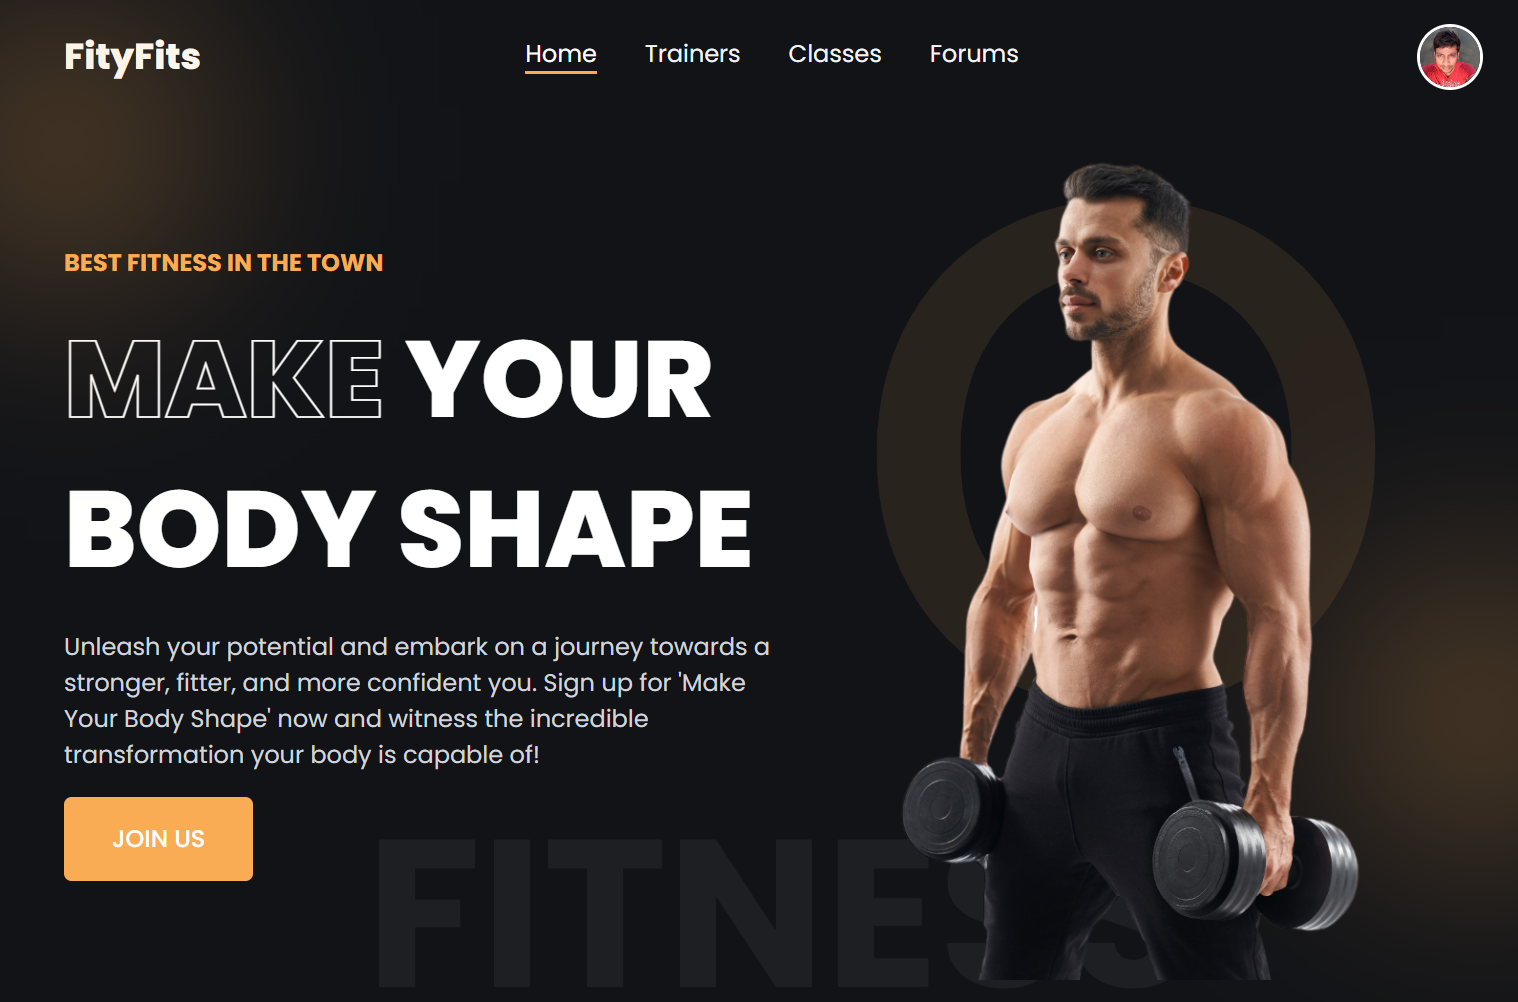 FityFits
Home Trainers Classes Forums
BEST FITNESS IN THE TOWN
MAKE YOUR
BODY SHAPE
Unleash your potential and embark on a journey towards a
stronger, fitter, and more confident you. Sign up for 'Make
Your Body Shape' now and witness the incredible
transformation your body is capable of!
JOIN US
FITNESS